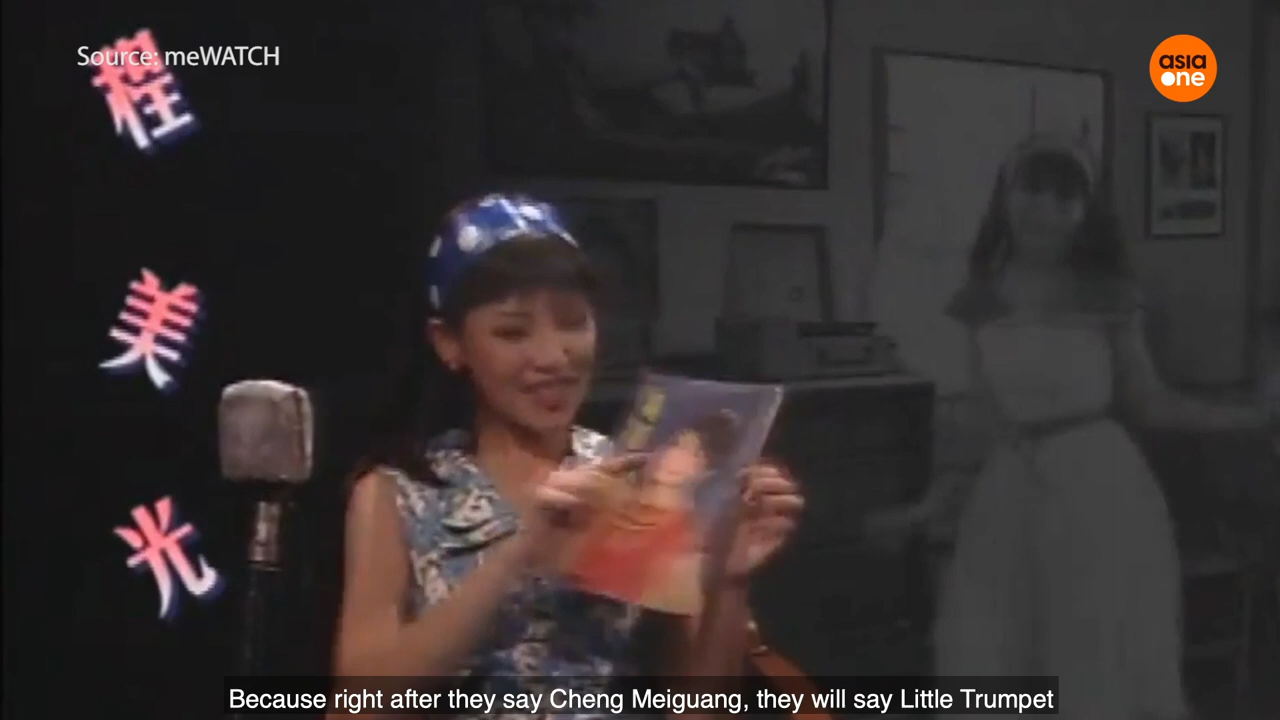 Source: meWATCH
asia
one
程
美
光
Because right after they say Cheng Meiguang, they will say Little Trumpet